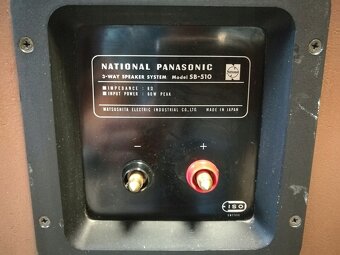 NATIONAL PANASONIC
3-WAY SPEAKER SYSTEM Model SB-510
■ IMPEDANCE : 8Ω
■ INPUT POWER : 60W PEAK
MATSUSHITA ELECTRIC INDUSTRIAL CO.,LTD. MADE IN JAPAN
− +
ISO